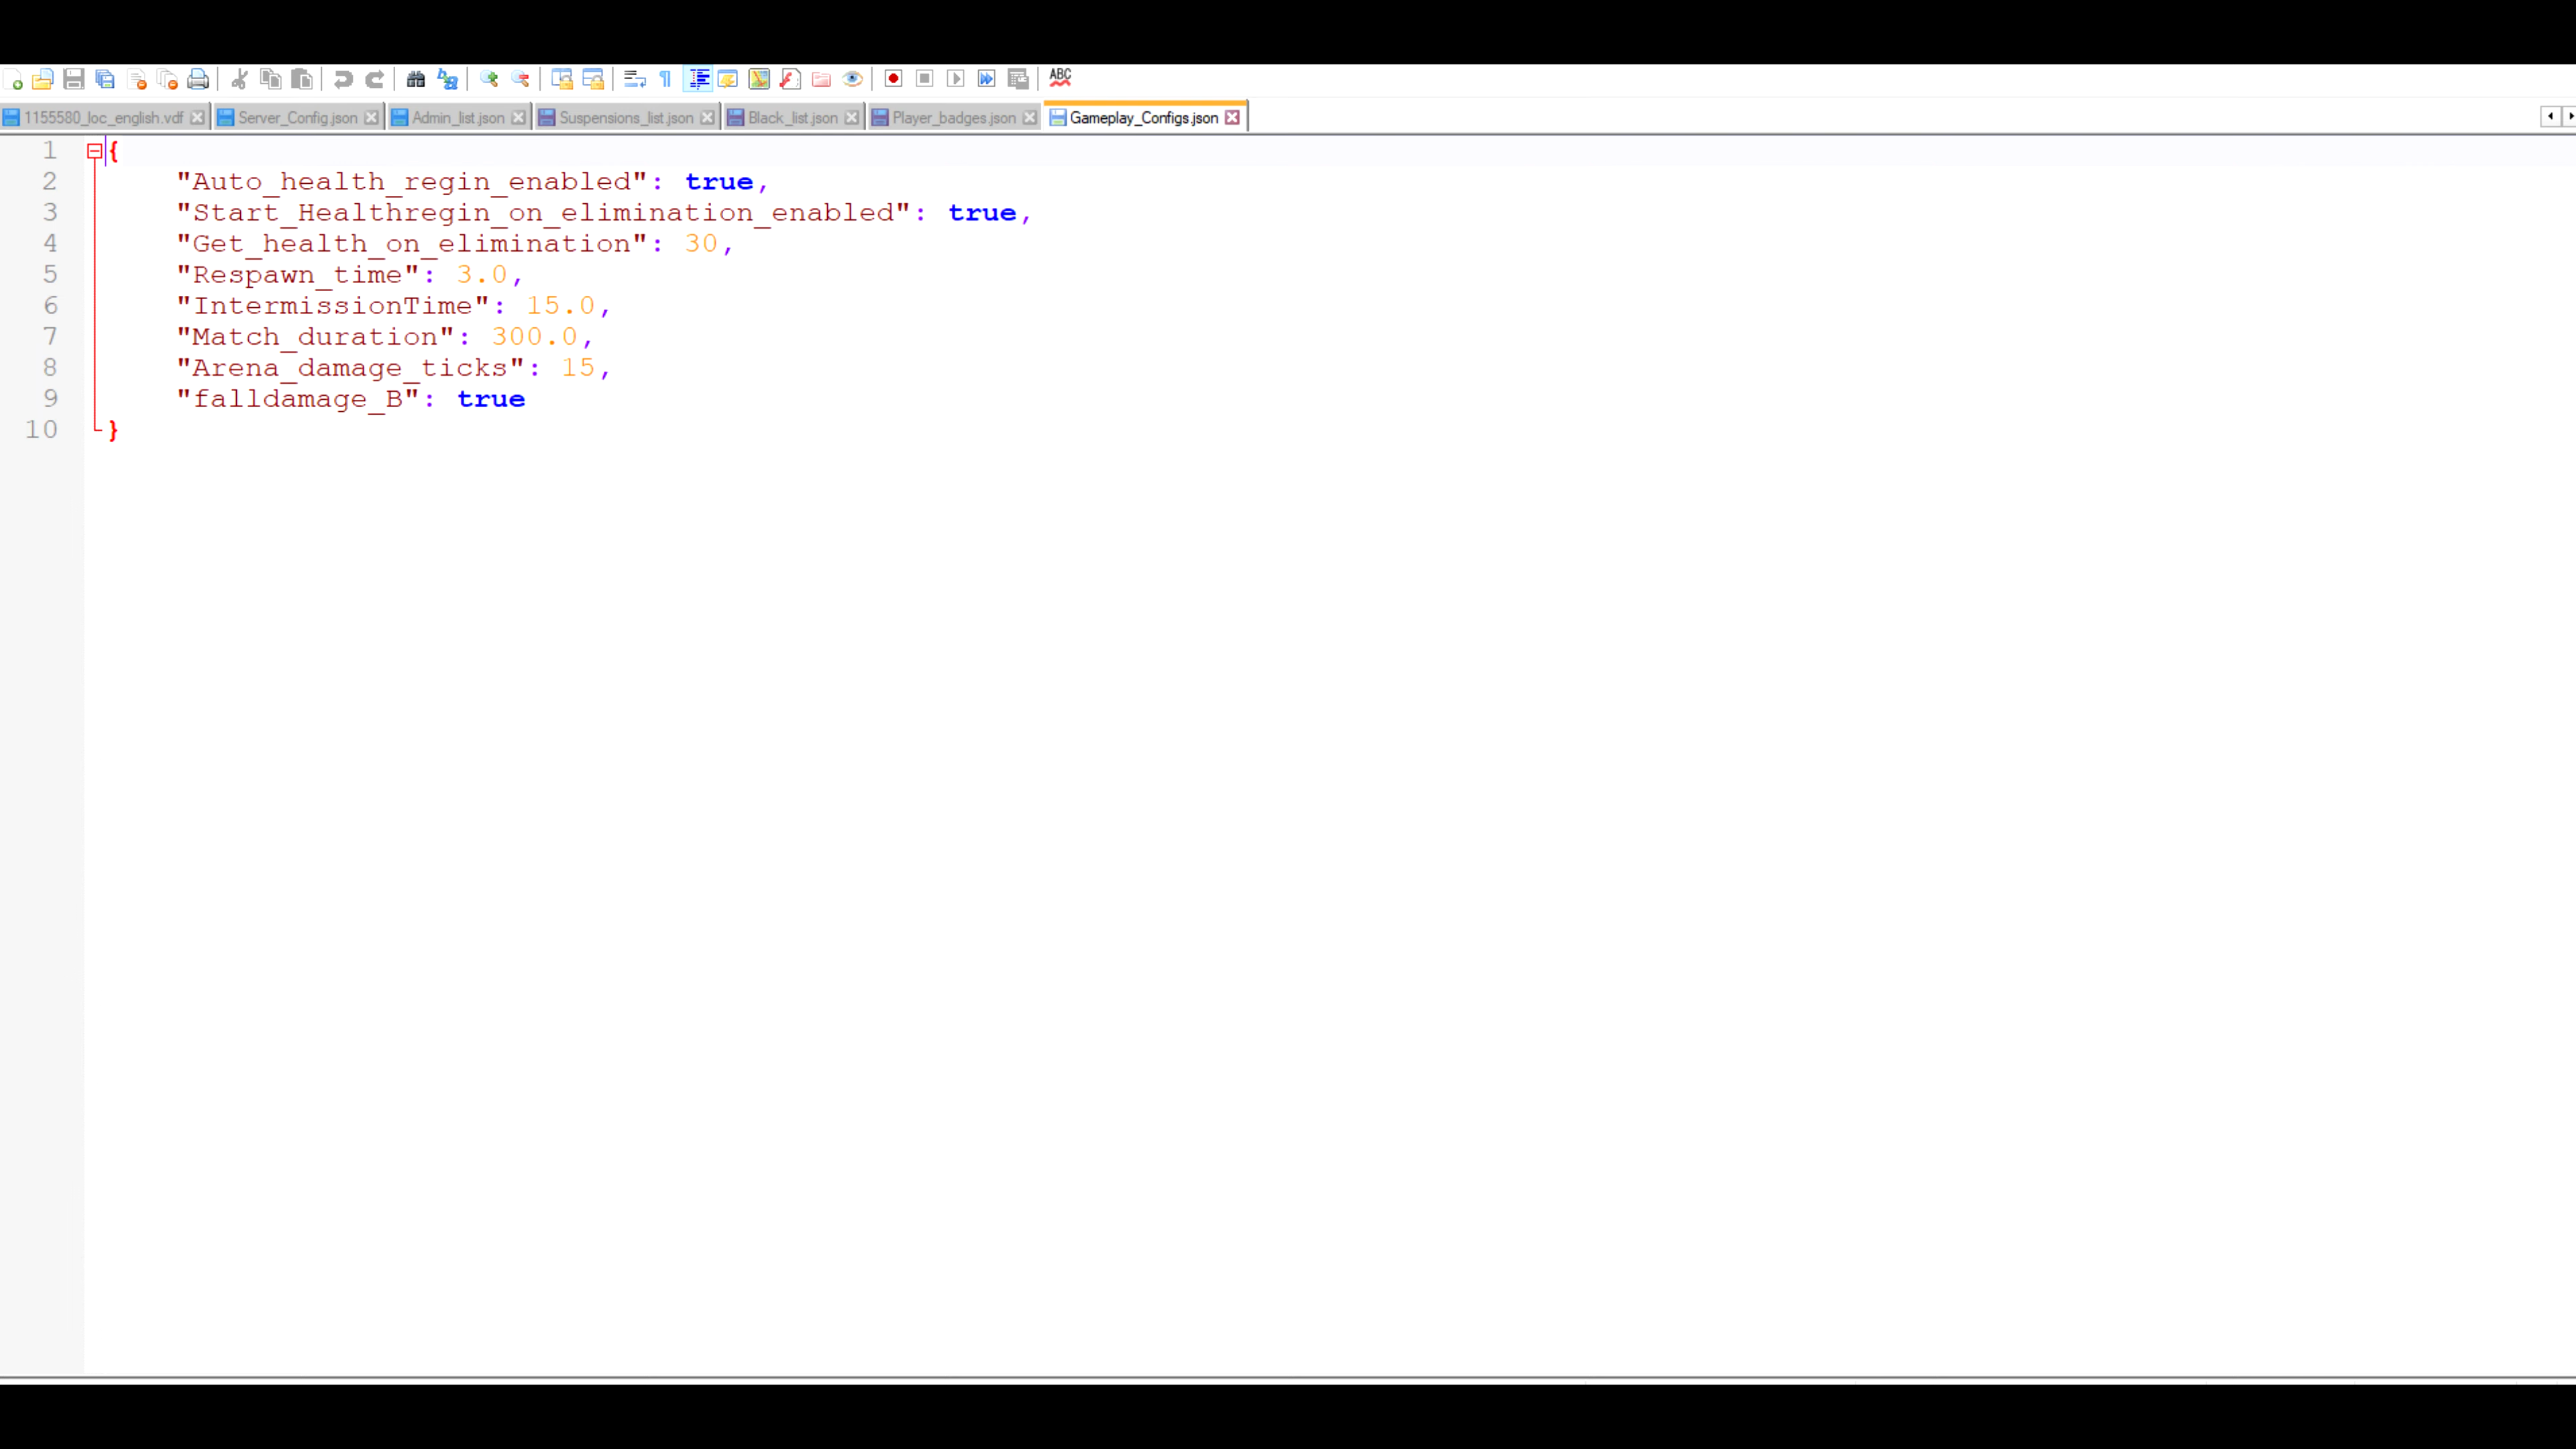 ABC
1155580_loc_english.vdf Server_Config.json Admin_list.json Suspensions_list.json Black_list.json Player_badges.json Gameplay_Configs.json
1 {
2 "Auto_health_regin_enabled": true,
3 "Start_Healthregin_on_elimination_enabled": true,
4 "Get_health_on_elimination": 30,
5 "Respawn_time": 3.0,
6 "IntermissionTime": 15.0,
7 "Match_duration": 300.0,
8 "Arena_damage_ticks": 15,
9 "falldamage_B": true
10 }